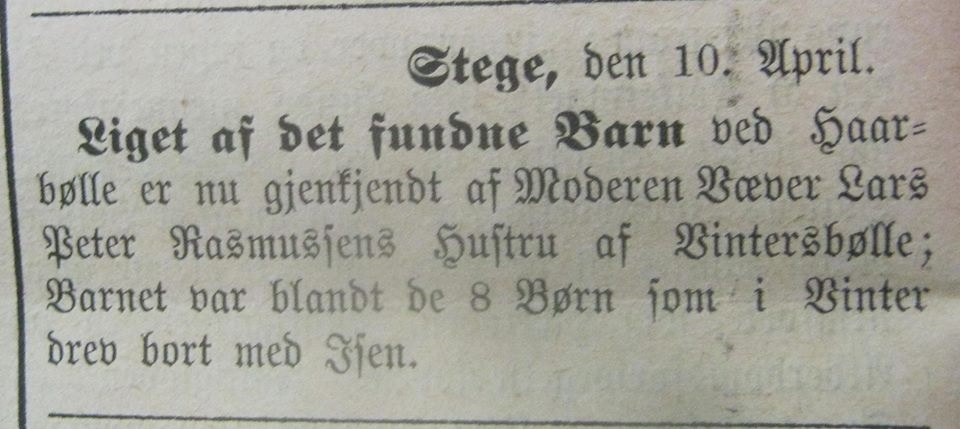 Stege, den 10. April.
Liget af det fundne Barn ved Haar-
bølle er nu gjenkjendt af Moderen Væver Lars
Peter Rasmussens Hustru af Vintersbølle;
Barnet var blandt de 8 Børn som i Vinter
drev bort med Isen.